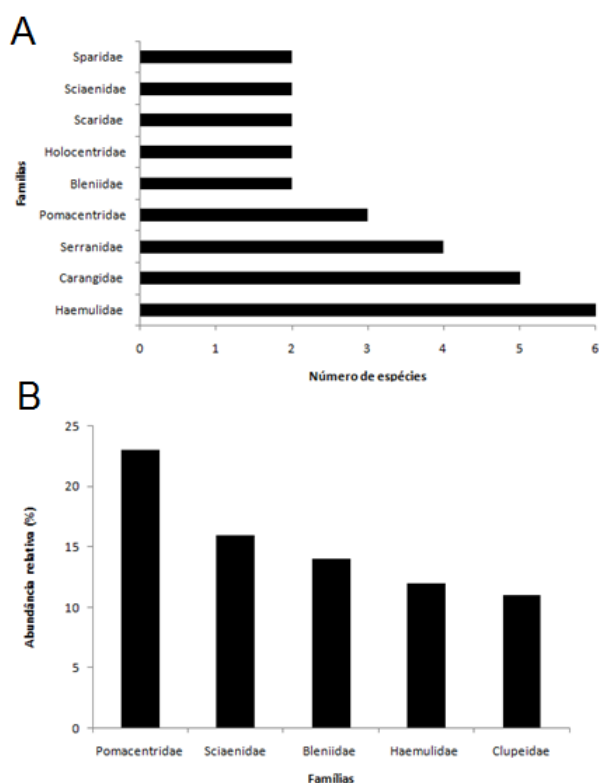 A
Sparidae
Sciaenidae
Scaridae
Holocentridae
Bleniidae
Pomacentridae
Serranidae
Carangidae
Haemulidae
Famílias
0 1 2 3 4 5 6
Número de espécies
B
25
20
15
10
5
0
Abundância relativa (%)
Pomacentridae Sciaenidae Bleniidae Haemulidae Clupeidae
Famílias